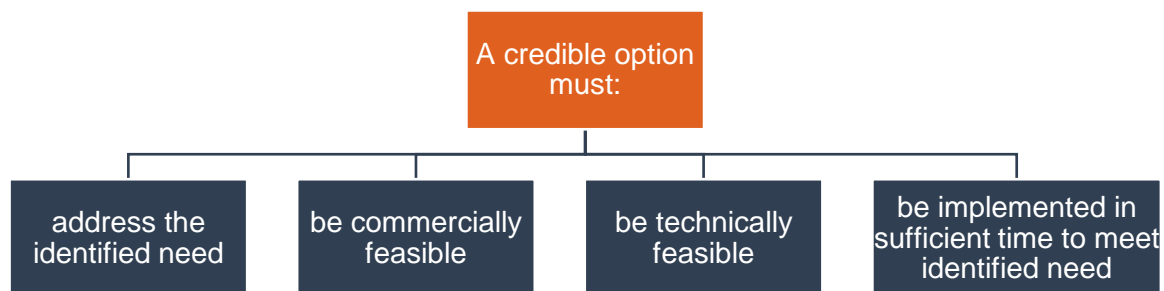 A credible option
must:
address the
identified need
be commercially
feasible
be technically
feasible
be implemented in
sufficient time to meet
identified need